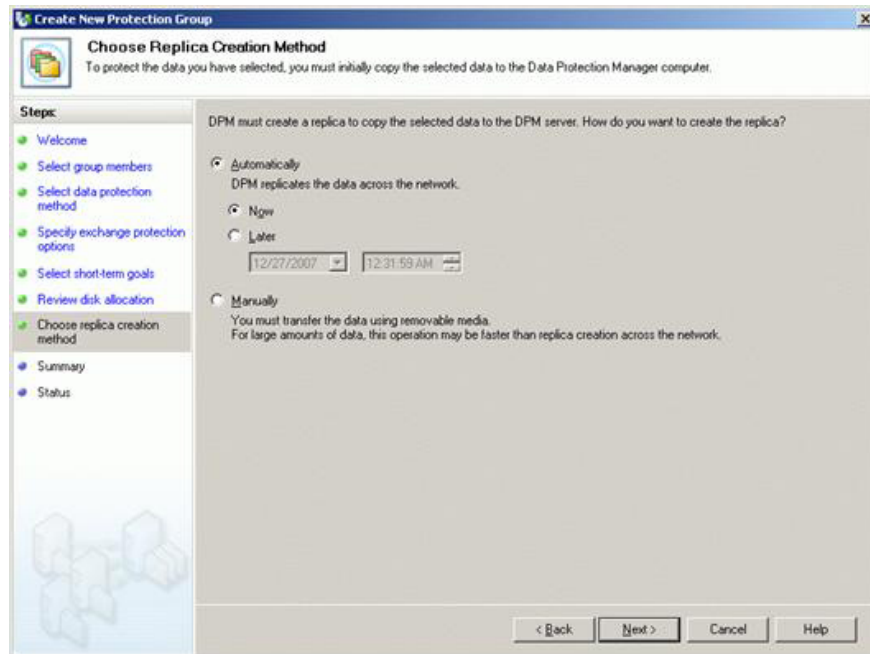 Create New Protection Group
Choose Replica Creation Method
To protect the data you have selected, you must initially copy the selected data to the Data Protection Manager computer.
Steps:
Welcome
Select group members
Select data protection
method
Specify exchange protection
options
Select short-term goals
Review disk allocation
Choose replica creation
method
Summary
Status
DPM must create a replica to copy the selected data to the DPM server. How do you want to create the replica?
Automatically
DPM replicates the data across the network.
Now
Later
12/27/2007 12:31:59 AM
Manually
You must transfer the data using removable media.
For large amounts of data, this operation may be faster than replica creation across the network.
< Back Next > Cancel Help